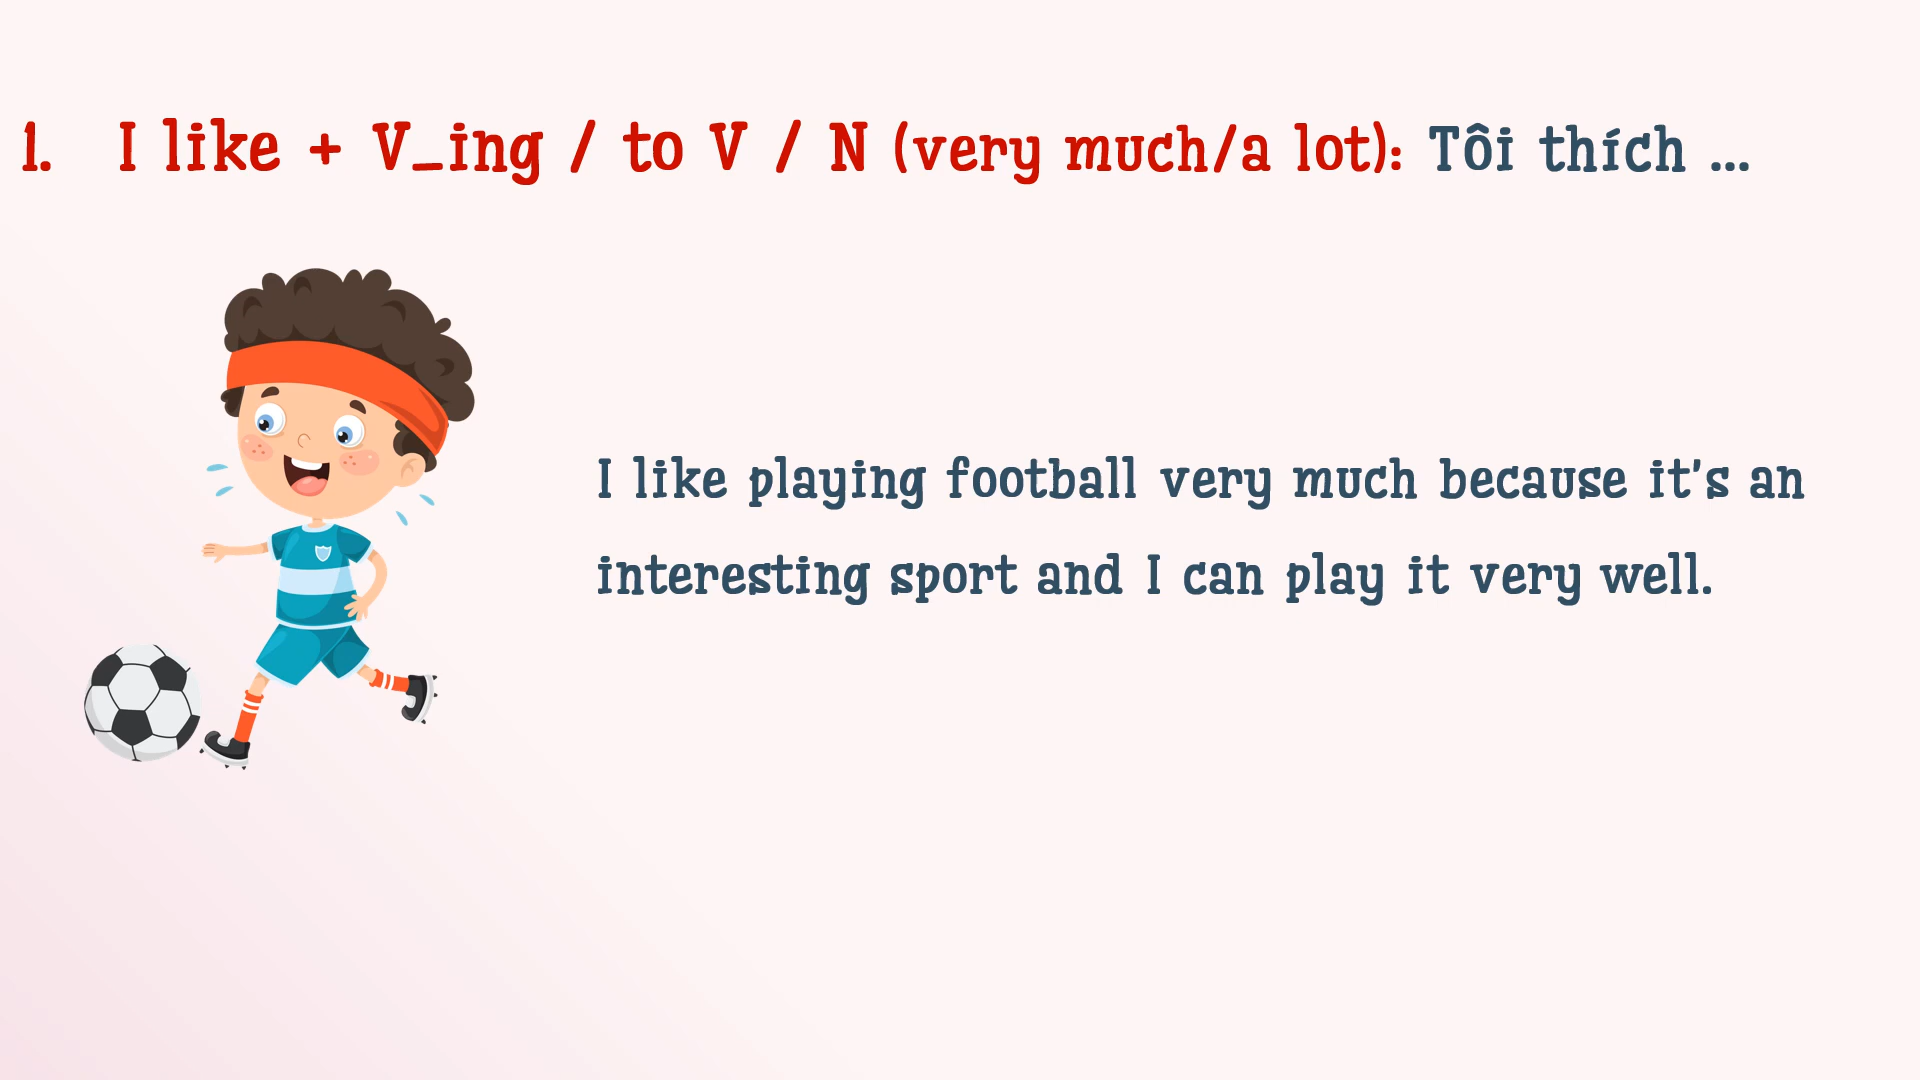 1. I like + V_ing / to V / N (very much/a lot): Tôi thích ...
I like playing football very much because it's an
interesting sport and I can play it very well.